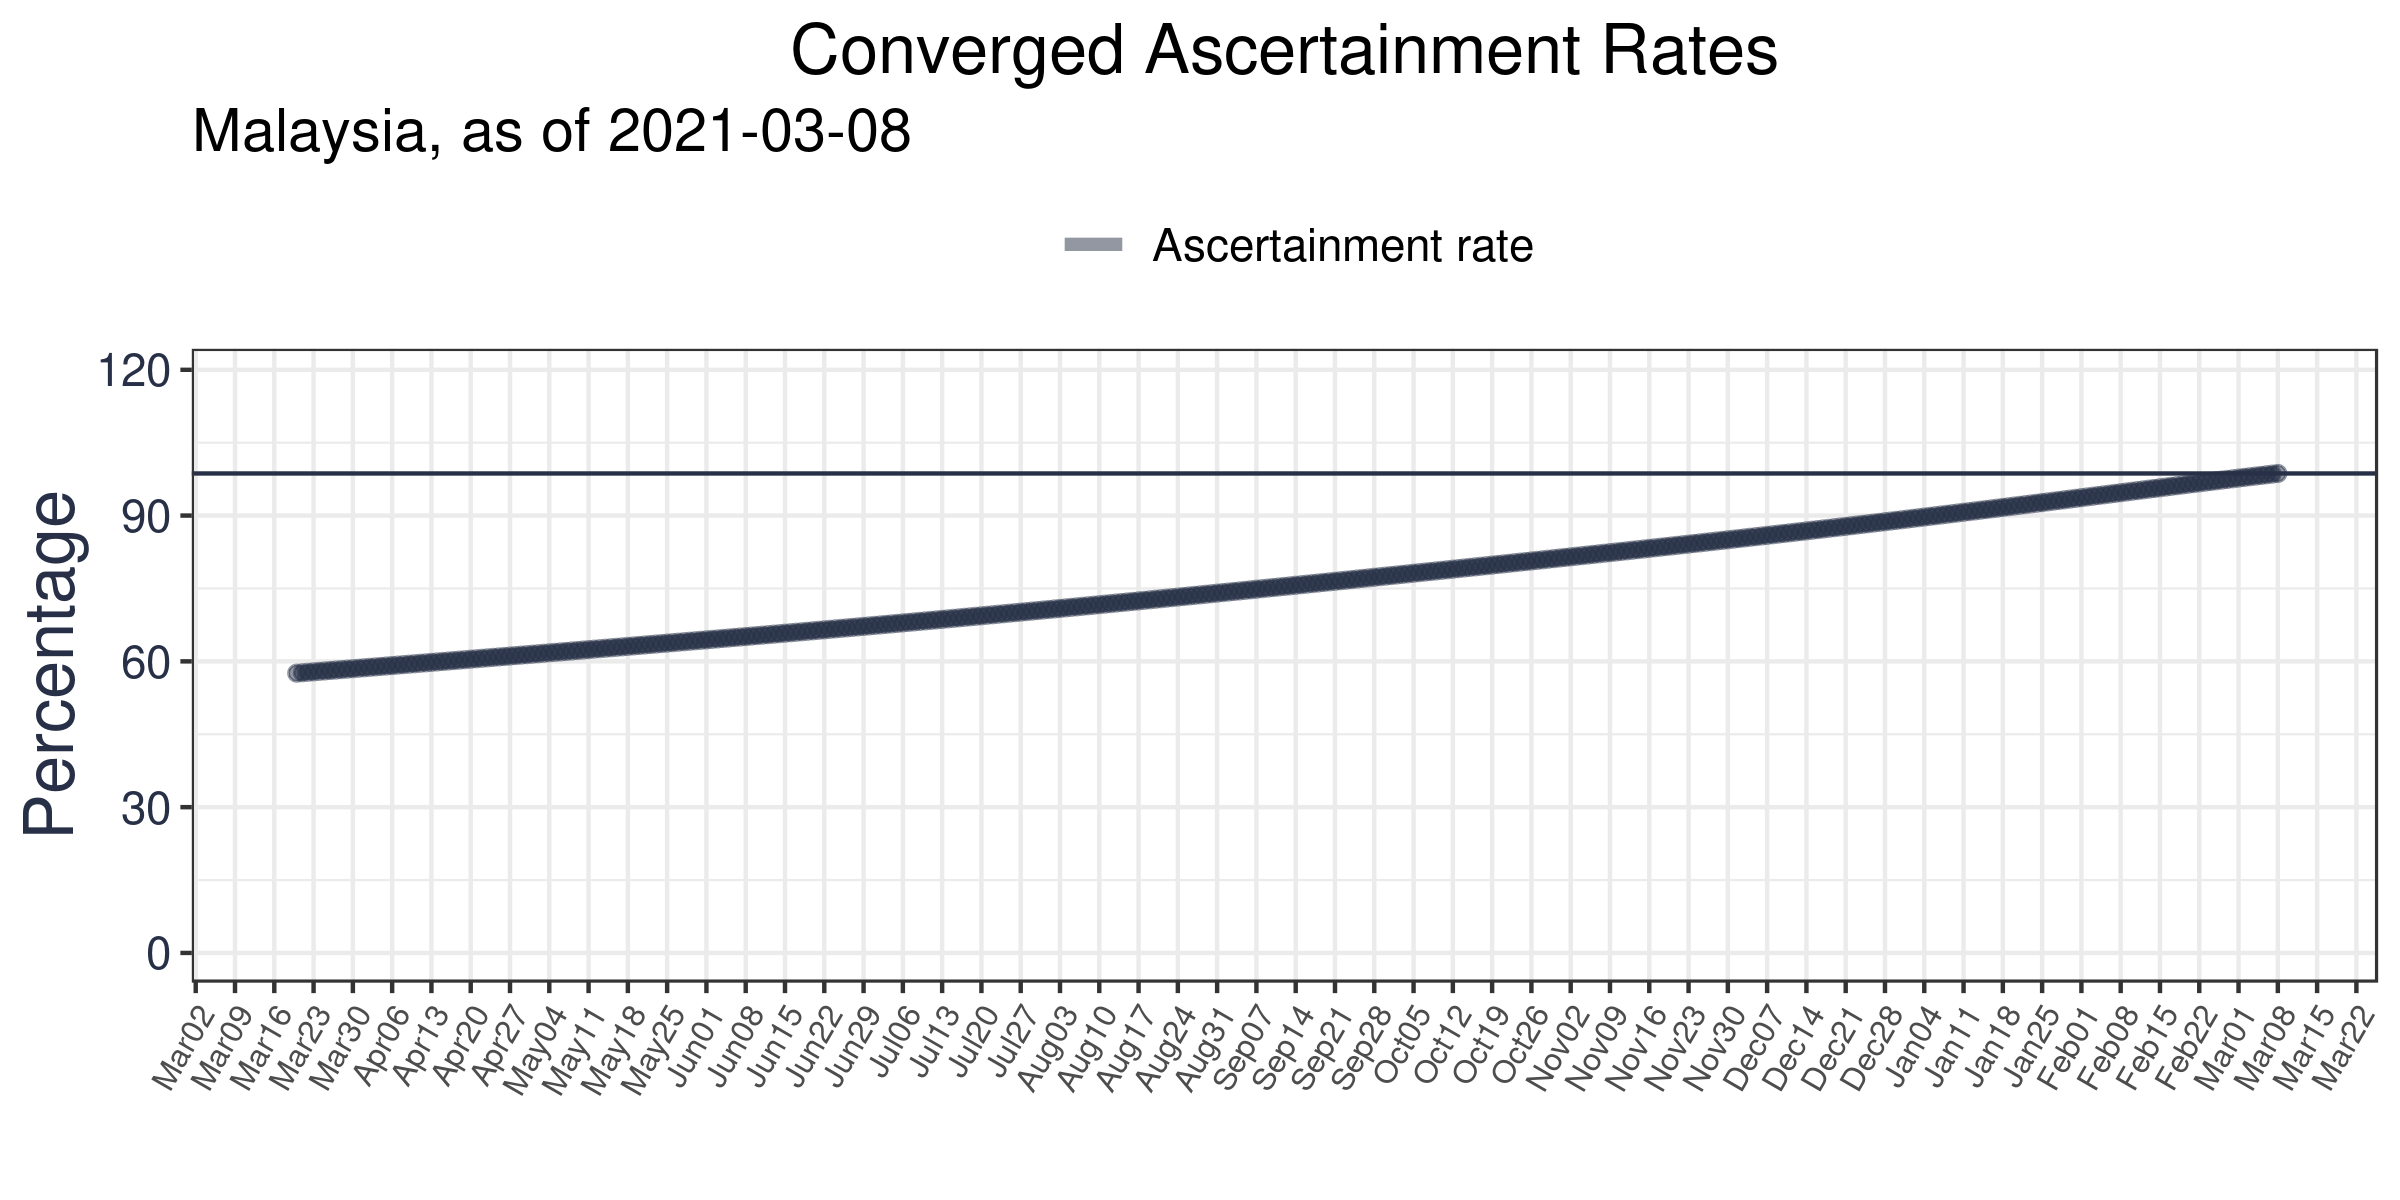 Converged Ascertainment Rates
Malaysia, as of 2021-03-08
Ascertainment rate
Percentage
120
90
60
30
0
Mar02
Mar09
Mar16
Mar23
Mar30
Apr06
Apr13
Apr20
Apr27
May04
May11
May18
May25
Jun01
Jun08
Jun15
Jun22
Jun29
Jul06
Jul13
Jul20
Jul27
Aug03
Aug10
Aug17
Aug24
Aug31
Sep07
Sep14
Sep21
Sep28
Oct05
Oct12
Oct19
Oct26
Nov02
Nov09
Nov16
Nov23
Nov30
Dec07
Dec14
Dec21
Dec28
Jan04
Jan11
Jan18
Jan25
Feb01
Feb08
Feb15
Feb22
Mar01
Mar08
Mar15
Mar22